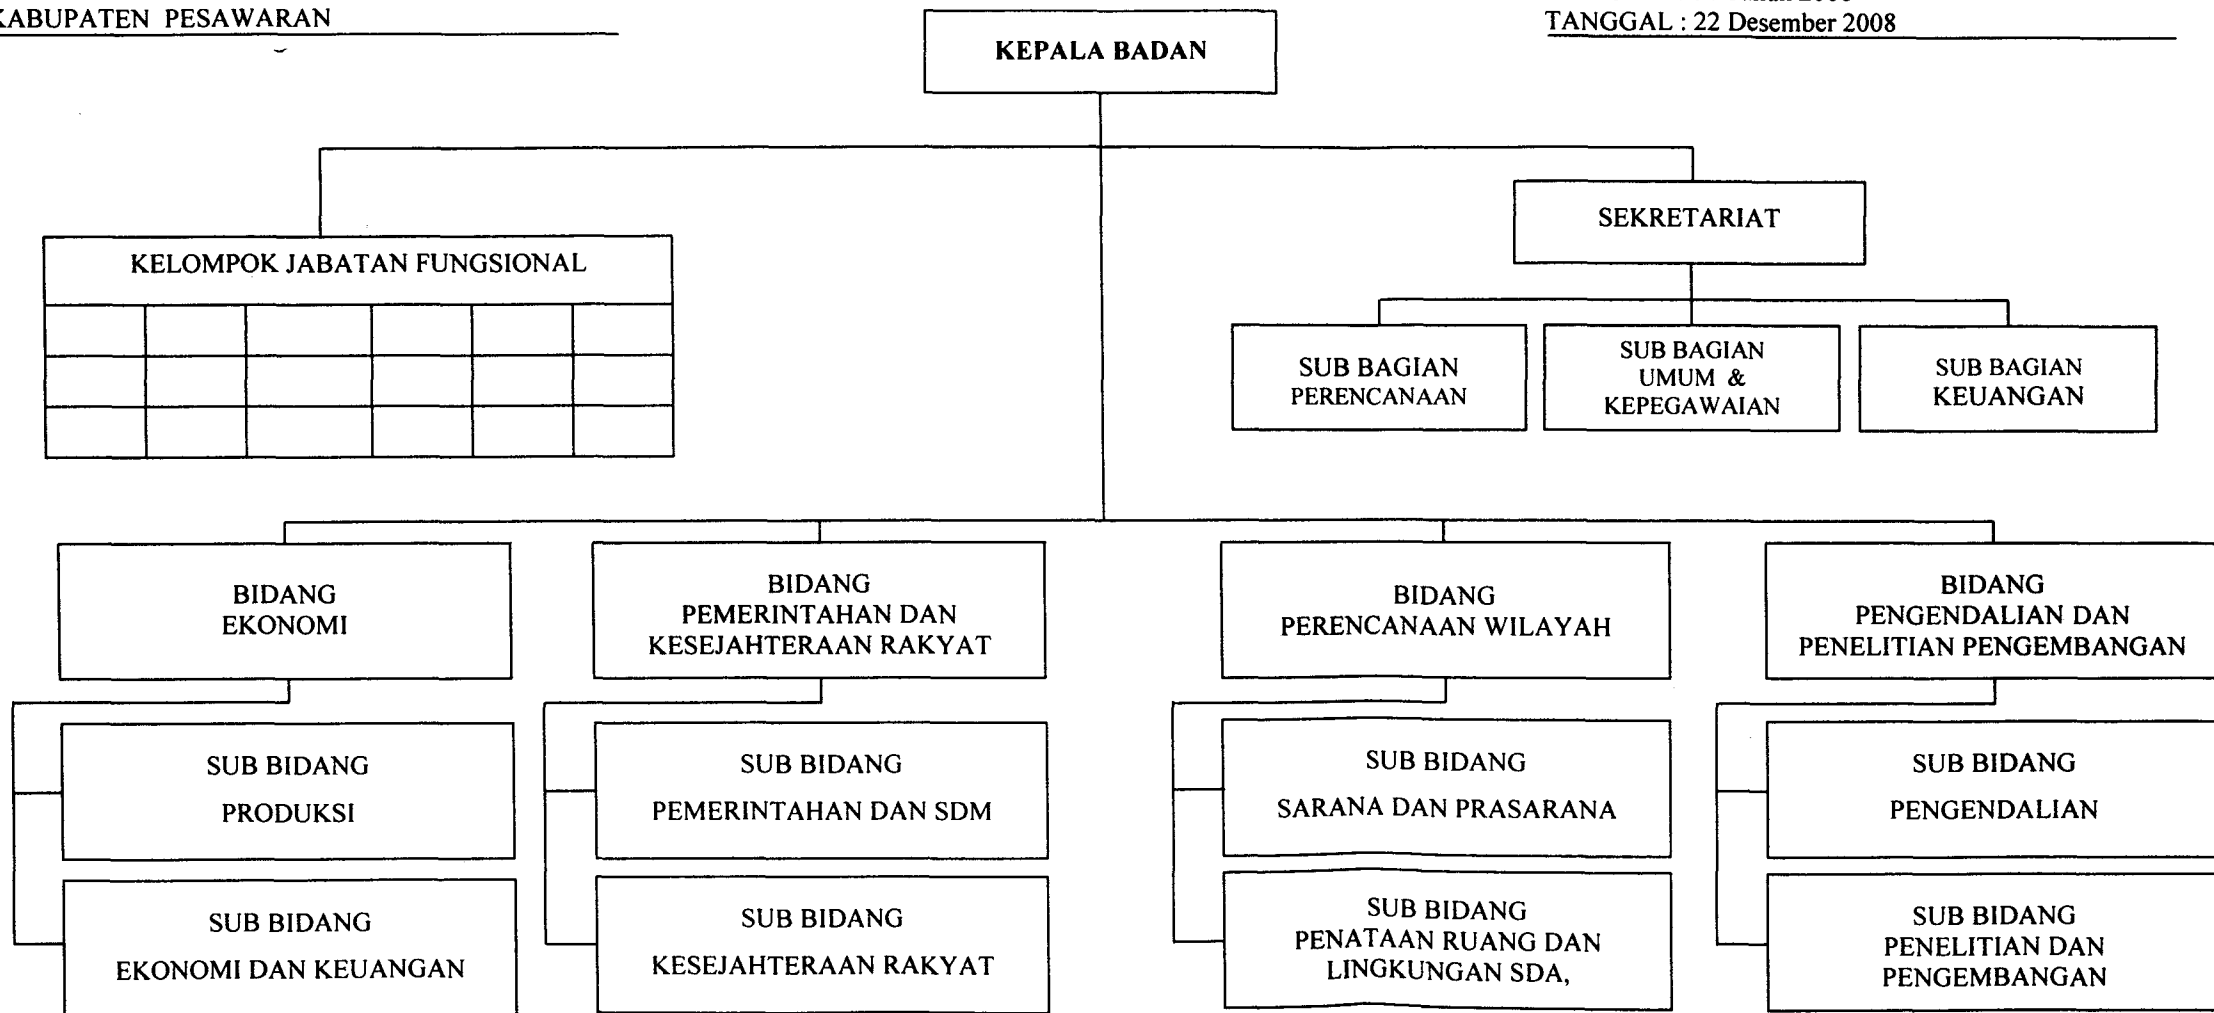 KABUPATEN PESAWARAN
TANGGAL : 22 Desember 2008
KEPALA BADAN
SEKRETARIAT
KELOMPOK JABATAN FUNGSIONAL
SUB BAGIAN
PERENCANAAN
SUB BAGIAN
UMUM &
KEPEGAWAIAN
SUB BAGIAN
KEUANGAN
BIDANG
EKONOMI
BIDANG
PEMERINTAHAN DAN
KESEJAHTERAAN RAKYAT
BIDANG
PERENCANAAN WILAYAH
BIDANG
PENGENDALIAN DAN
PENELITIAN PENGEMBANGAN
SUB BIDANG
PRODUKSI
SUB BIDANG
PEMERINTAHAN DAN SDM
SUB BIDANG
SARANA DAN PRASARANA
SUB BIDANG
PENGENDALIAN
SUB BIDANG
EKONOMI DAN KEUANGAN
SUB BIDANG
KESEJAHTERAAN RAKYAT
SUB BIDANG
PENATAAN RUANG DAN
LINGKUNGAN SDA,
SUB BIDANG
PENELITIAN DAN
PENGEMBANGAN